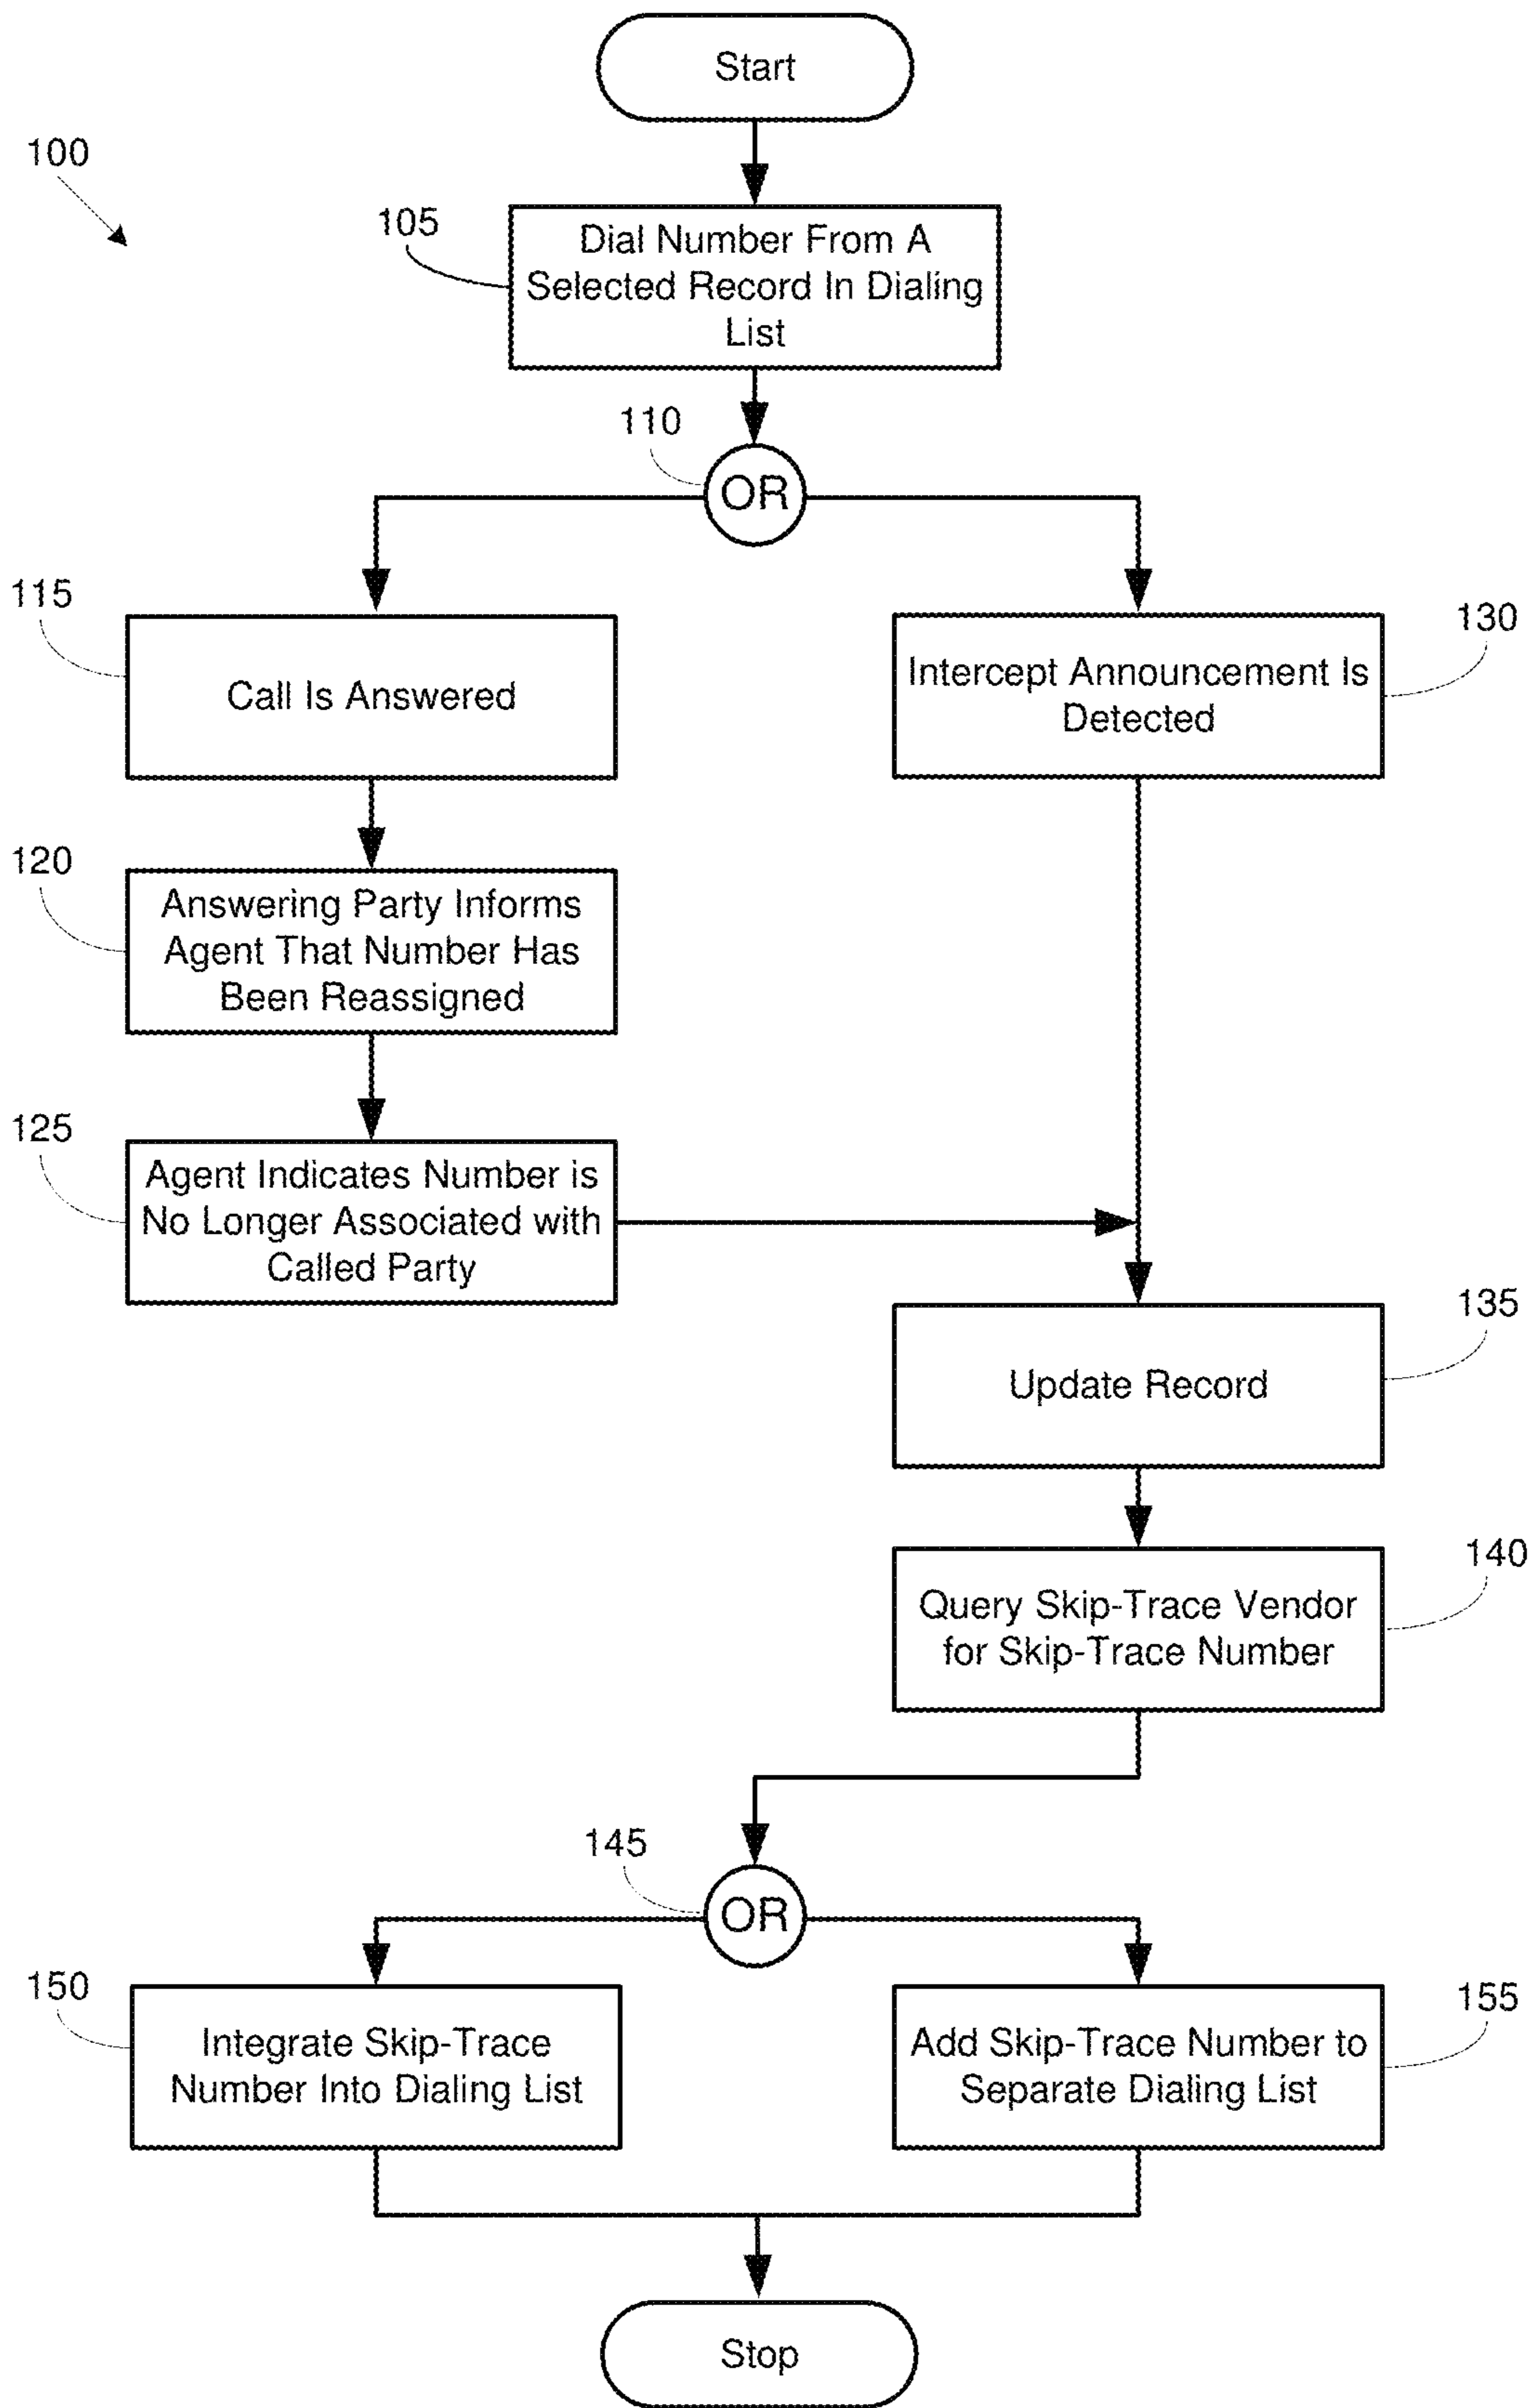 Start
100
105
Dial Number From A
Selected Record In Dialing
List
110
OR
115
Call Is Answered
130
Intercept Announcement Is
Detected
120
Answering Party Informs
Agent That Number Has
Been Reassigned
125
Agent Indicates Number is
No Longer Associated with
Called Party
135
Update Record
140
Query Skip-Trace Vendor
for Skip-Trace Number
145
OR
150
Integrate Skip-Trace
Number Into Dialing List
155
Add Skip-Trace Number to
Separate Dialing List
Stop